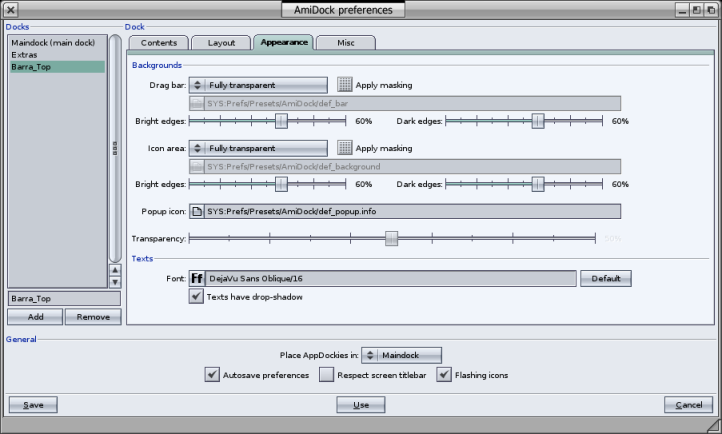 AmiDock preferences
Docks
Maindock (main dock)
Extras
Barra_Top
Barra_Top
Add Remove
Dock
Contents Layout Appearance Misc
Backgrounds
Drag bar: Fully transparent Apply masking
SYS:Prefs/Presets/AmiDock/def_bar
Bright edges: 60% Dark edges: 60%
Icon area: Fully transparent Apply masking
SYS:Prefs/Presets/AmiDock/def_background
Bright edges: 60% Dark edges: 60%
Popup icon: SYS:Prefs/Presets/AmiDock/def_popup.info
Transparency:
Texts
Font: Ff DejaVu Sans Oblique/16 Default
Texts have drop-shadow
General
Place AppDockies in: Maindock
Autosave preferences Respect screen titlebar Flashing icons
Save Use Cancel